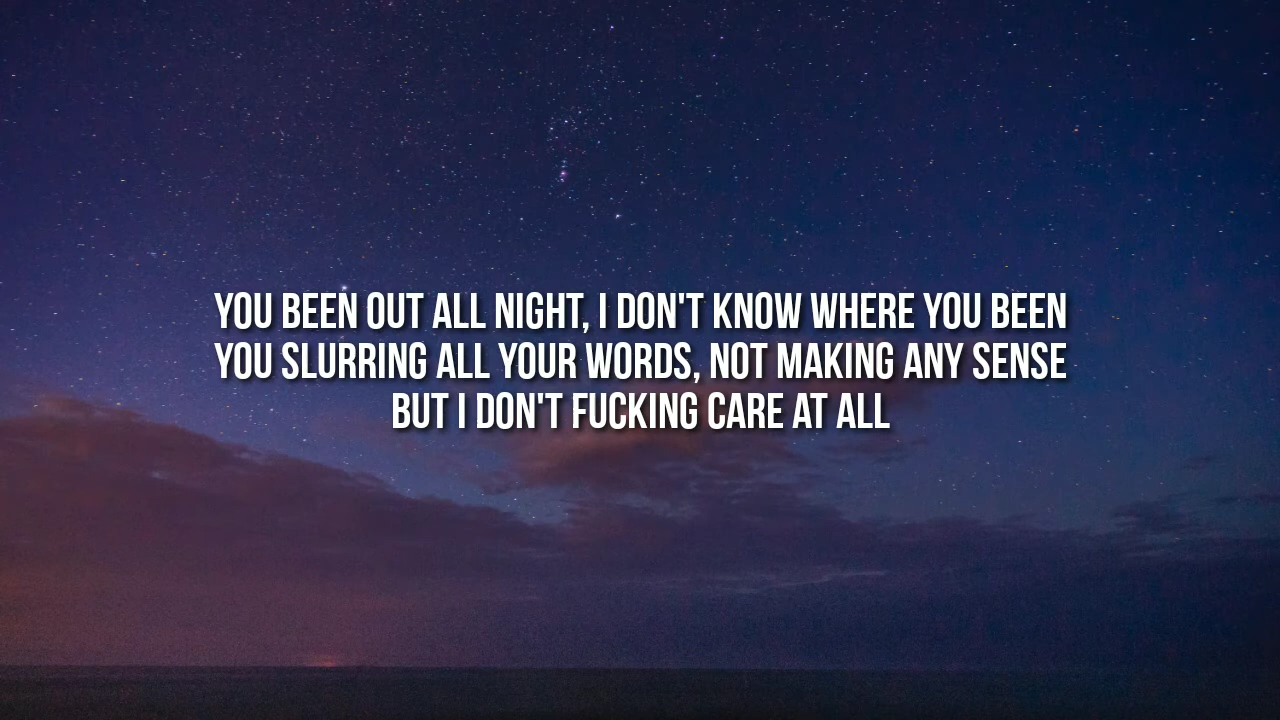 YOU BEEN OUT ALL NIGHT, I DON'T KNOW WHERE YOU BEEN
YOU SLURRING ALL YOUR WORDS, NOT MAKING ANY SENSE
BUT I DON'T FUCKING CARE AT ALL